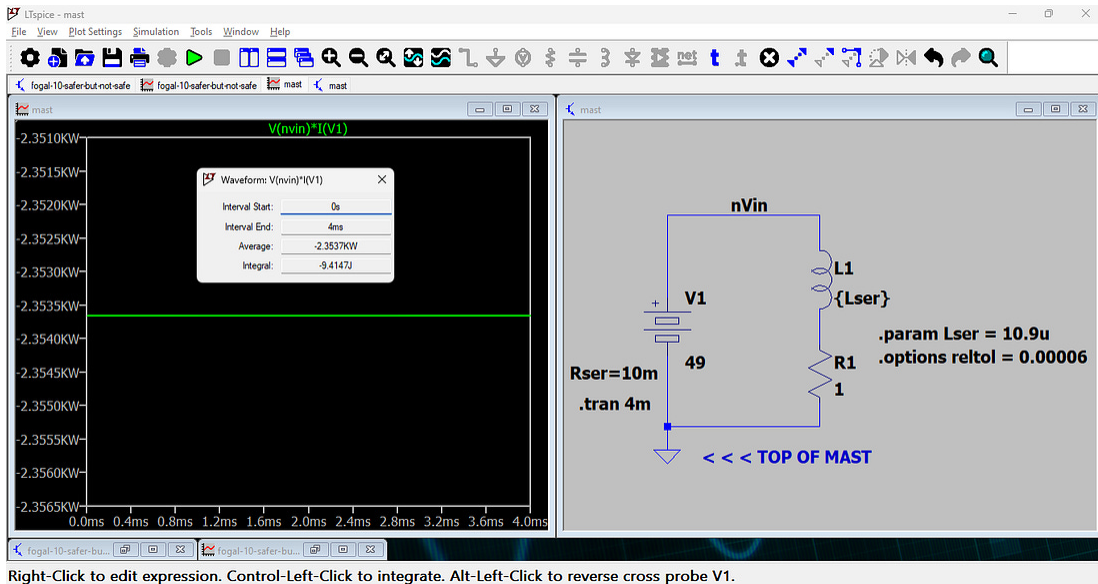 LTspice - mast
File View Plot Settings Simulation Tools Window Help
net t t
fogal-10-safer-but-not-safe fogal-10-safer-but-not-safe mast mast
mast
V(nvin)*I(V1)
-2.3510KW
-2.3515KW
-2.3520KW
-2.3525KW
-2.3530KW
-2.3535KW
-2.3540KW
-2.3545KW
-2.3550KW
-2.3555KW
-2.3560KW
-2.3565KW
0.0ms 0.4ms 0.8ms 1.2ms 1.6ms 2.0ms 2.4ms 2.8ms 3.2ms 3.6ms 4.0ms
Waveform: V(nvin)*I(V1)
Interval Start: 0s
Interval End: 4ms
Average: -2.3537KW
Integral: -9.4147J
mast
nVin
L1
{Lser}
+
V1
49
Rser=10m
.tran 4m
R1
1
.param Lser = 10.9u
.options reltol = 0.00006
< < < TOP OF MAST
fogal-10-safer-bu... fogal-10-safer-bu...
Right-Click to edit expression. Control-Left-Click to integrate. Alt-Left-Click to reverse cross probe V1.